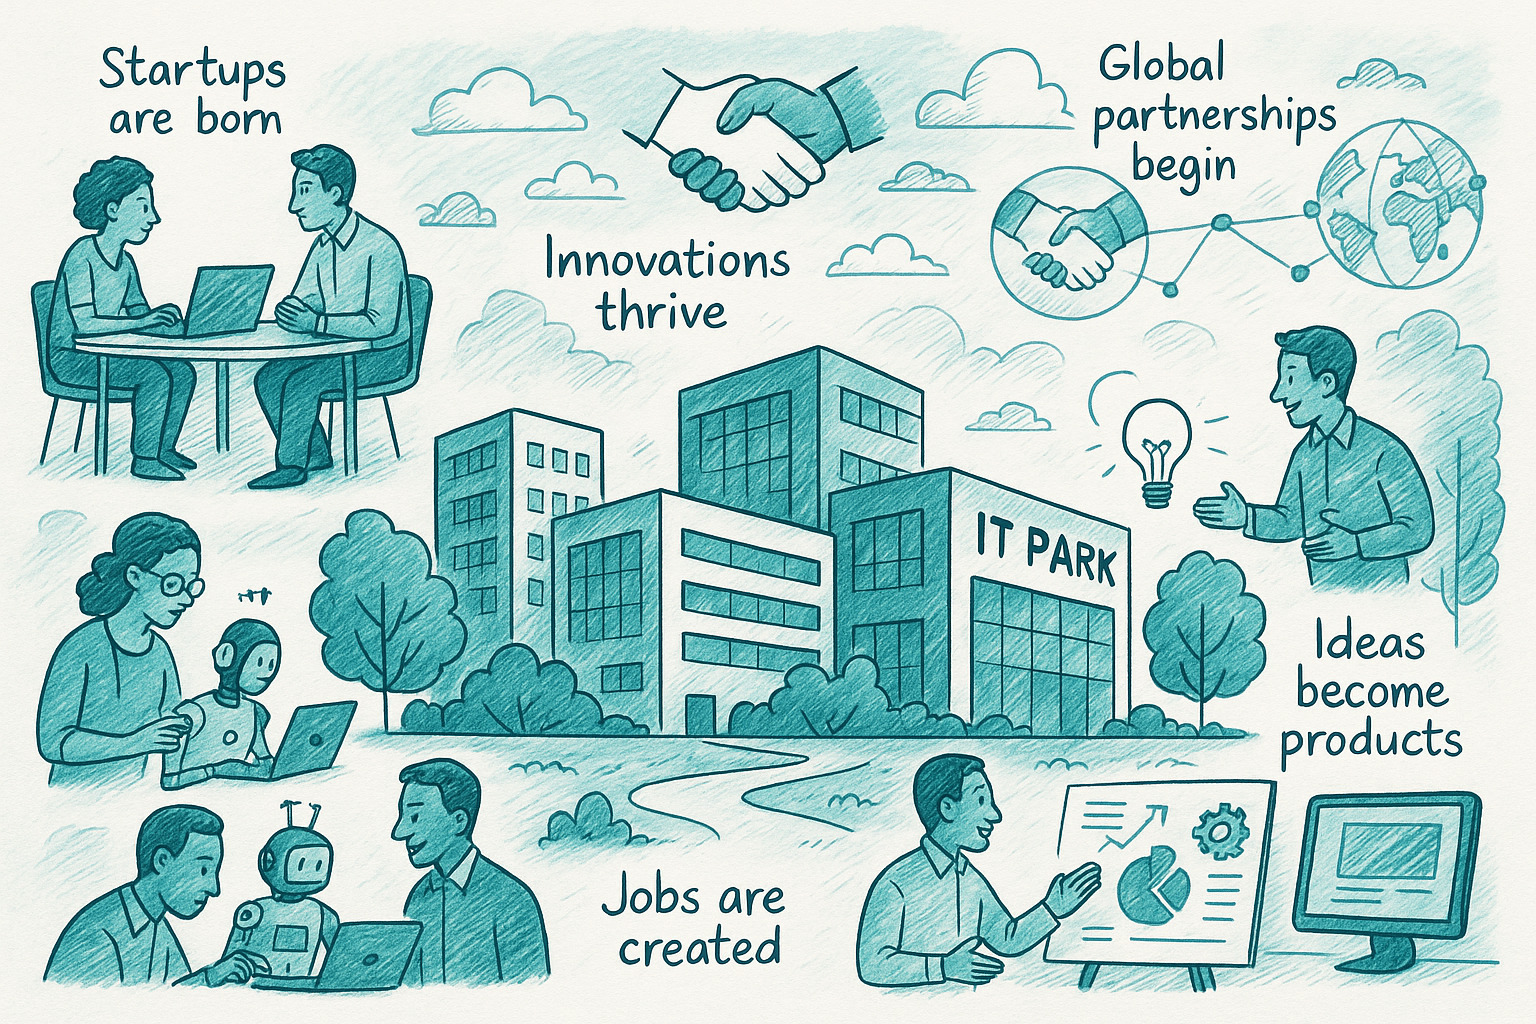 Startups
are born
Global
partnerships
begin
Innovations
thrive
IT PARK
Ideas
become
products
Jobs are
created